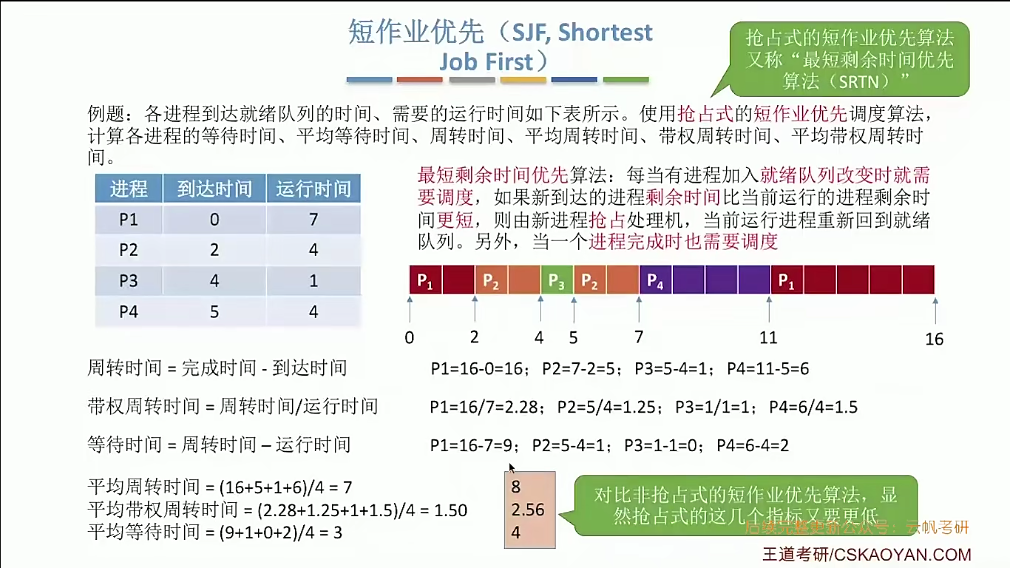 短作业优先（SJF, Shortest
Job First）
抢占式的短作业优先算法
又称“最短剩余时间优先
算法（SRTN）”
例题：各进程到达就绪队列的时间、需要的运行时间如下表所示。使用抢占式的短作业优先调度算法，
计算各进程的等待时间、平均等待时间、周转时间、平均周转时间、带权周转时间、平均带权周转时
间。
进程 到达时间 运行时间
P1 0 7
P2 2 4
P3 4 1
P4 5 4
最短剩余时间优先算法：每当有进程加入就绪队列改变时就需
要调度，如果新到达的进程剩余时间比当前运行的进程剩余时
间更短，则由新进程抢占处理机，当前运行进程重新回到就绪
队列。另外，当一个进程完成时也需要调度
P1 P2 P3 P2 P4 P1
0 2 4 5 7 11 16
周转时间 = 完成时间 - 到达时间 P1=16-0=16；P2=7-2=5；P3=5-4=1；P4=11-5=6
带权周转时间 = 周转时间/运行时间 P1=16/7=2.28；P2=5/4=1.25；P3=1/1=1；P4=6/4=1.5
等待时间 = 周转时间 – 运行时间 P1=16-7=9；P2=5-4=1；P3=1-1=0；P4=6-4=2
平均周转时间 = (16+5+1+6)/4 = 7 8
平均带权周转时间 = (2.28+1.25+1+1.5)/4 = 1.50 2.56
平均等待时间 = (9+1+0+2)/4 = 3 4
对比非抢占式的短作业优先算法，显
然抢占式的这几个指标又要更低
公众号：云帆考研
王道考研/CSKAOYAN.COM